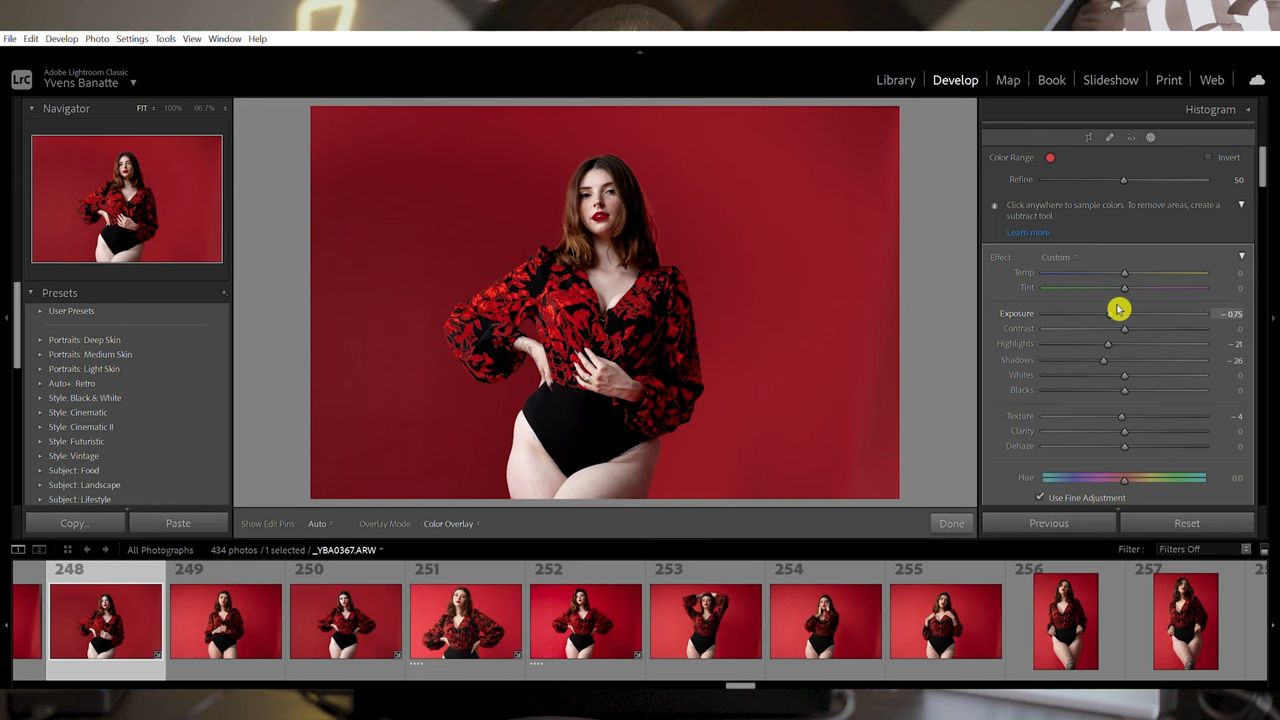 File Edit Develop Photo Settings Tools View Window Help
LrC
Adobe Lightroom Classic
Yvens Banatte
Library | Develop | Map | Book | Slideshow | Print | Web
Navigator FIT 100% 66.7%
Histogram
Color Range Invert
Refine 50
Click anywhere to sample colors. To remove areas, create a
subtract tool.
Learn more
Effect : Custom
Temp 0
Tint 0
Exposure – 0.75
Contrast 0
Highlights – 21
Shadows – 26
Whites 0
Blacks 0
Texture – 4
Clarity 0
Dehaze 0
Hue 0.0
Use Fine Adjustment
Presets +
User Presets
Portraits: Deep Skin
Portraits: Medium Skin
Portraits: Light Skin
Auto+: Retro
Style: Black & White
Style: Cinematic
Style: Cinematic II
Style: Futuristic
Style: Vintage
Subject: Food
Subject: Landscape
Subject: Lifestyle
Copy... Paste
Show Edit Pins Auto Overlay Mode: Color Overlay Done
Previous Reset
1 2 All Photographs 434 photos / 1 selected / _YBA0367.ARW Filter : Filters Off
248 249 250 251 252 253 254 255 256 257